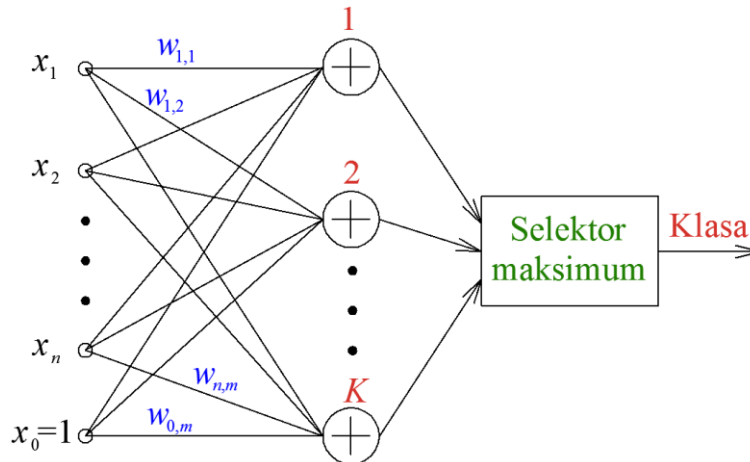 1
x₁
w₁,₁
w₁,₂
x₂
2
Selektor
maksimum
Klasa
xₙ
wₙ,ₘ
K
x₀=1
w₀,ₘ